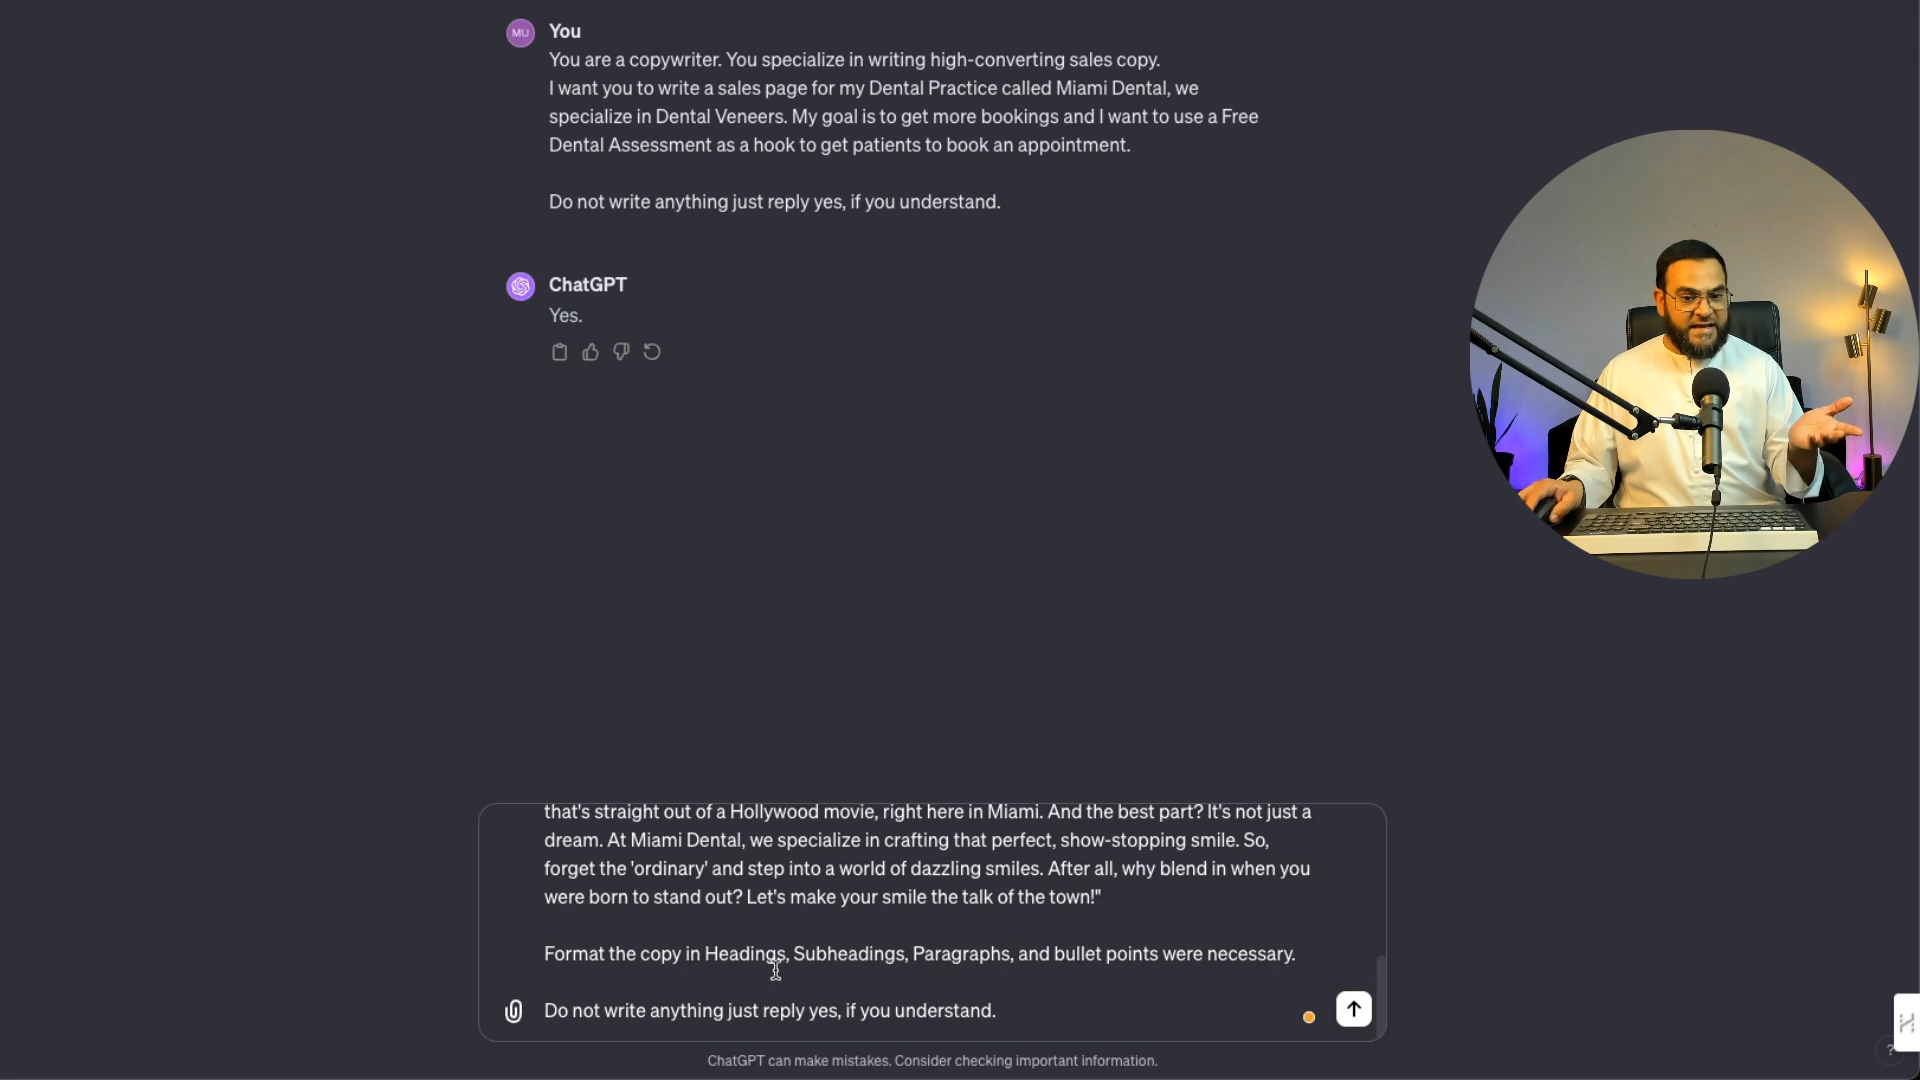 MU
You
You are a copywriter. You specialize in writing high-converting sales copy.
I want you to write a sales page for my Dental Practice called Miami Dental, we
specialize in Dental Veneers. My goal is to get more bookings and I want to use a Free
Dental Assessment as a hook to get patients to book an appointment.
Do not write anything just reply yes, if you understand.
ChatGPT
Yes.
that's straight out of a Hollywood movie, right here in Miami. And the best part? It's not just a
dream. At Miami Dental, we specialize in crafting that perfect, show-stopping smile. So,
forget the 'ordinary' and step into a world of dazzling smiles. After all, why blend in when you
were born to stand out? Let's make your smile the talk of the town!"
Format the copy in Headings, Subheadings, Paragraphs, and bullet points were necessary.
Do not write anything just reply yes, if you understand.
ChatGPT can make mistakes. Consider checking important information.
?